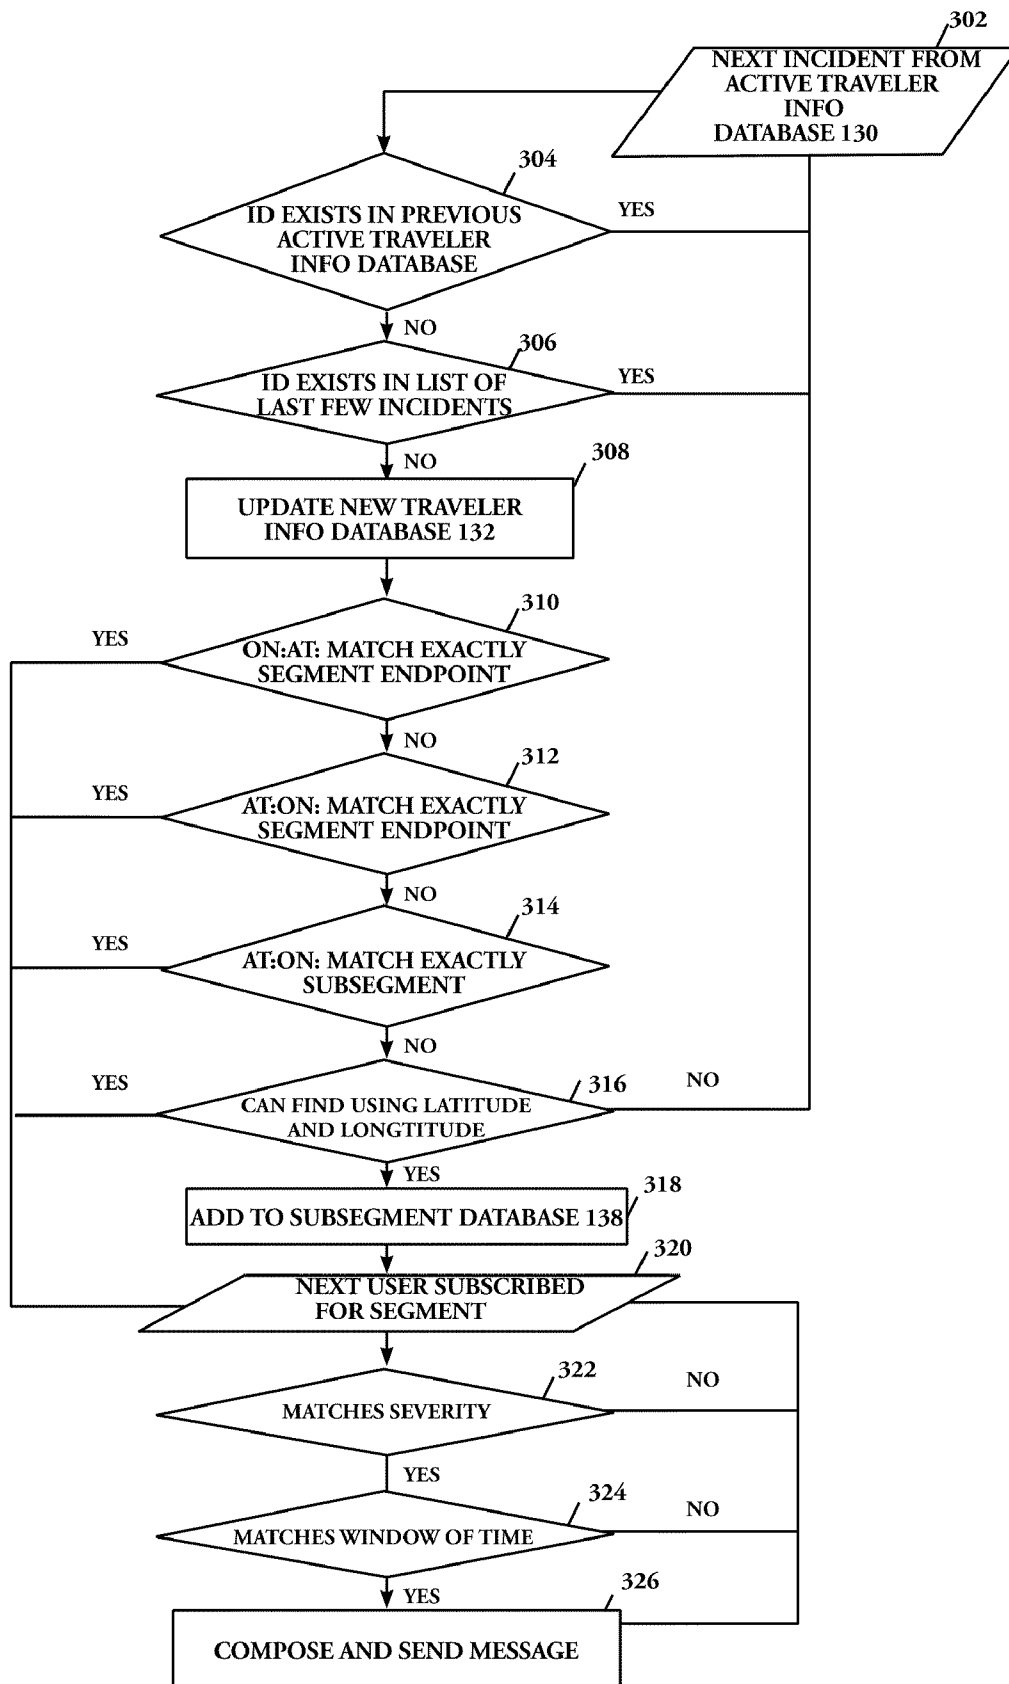 302
NEXT INCIDENT FROM
ACTIVE TRAVELER
INFO
DATABASE 130
304
ID EXISTS IN PREVIOUS
ACTIVE TRAVELER
INFO DATABASE
YES
NO
306
ID EXISTS IN LIST OF
LAST FEW INCIDENTS
YES
NO
308
UPDATE NEW TRAVELER
INFO DATABASE 132
310
YES
ON:AT: MATCH EXACTLY
SEGMENT ENDPOINT
NO
312
YES
AT:ON: MATCH EXACTLY
SEGMENT ENDPOINT
NO
314
YES
AT:ON: MATCH EXACTLY
SUBSEGMENT
NO
YES
316
NO
CAN FIND USING LATITUDE
AND LONGTITUDE
YES
318
ADD TO SUBSEGMENT DATABASE 138
320
NEXT USER SUBSCRIBED
FOR SEGMENT
322
NO
MATCHES SEVERITY
YES
324
NO
MATCHES WINDOW OF TIME
YES
326
COMPOSE AND SEND MESSAGE